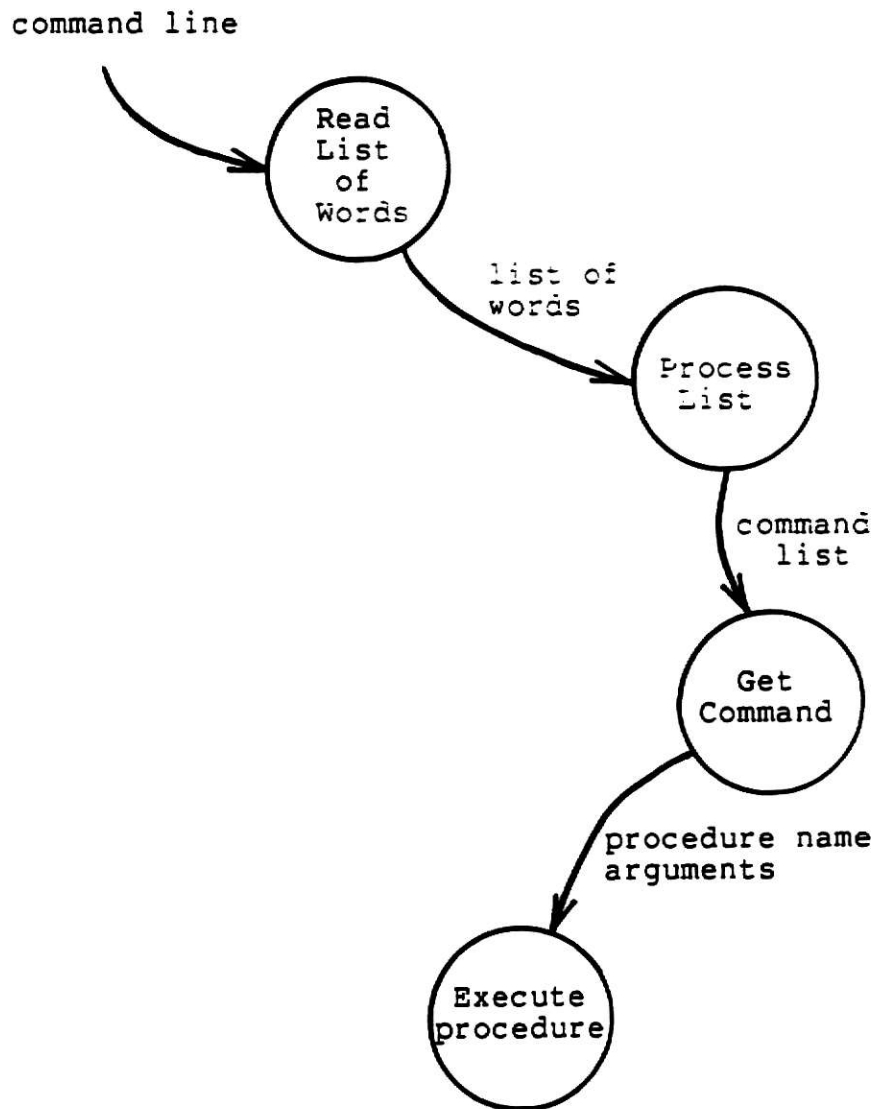 command line
Read
List
of
Words
list of
words
Process
List
command
list
Get
Command
procedure name
arguments
Execute
procedure